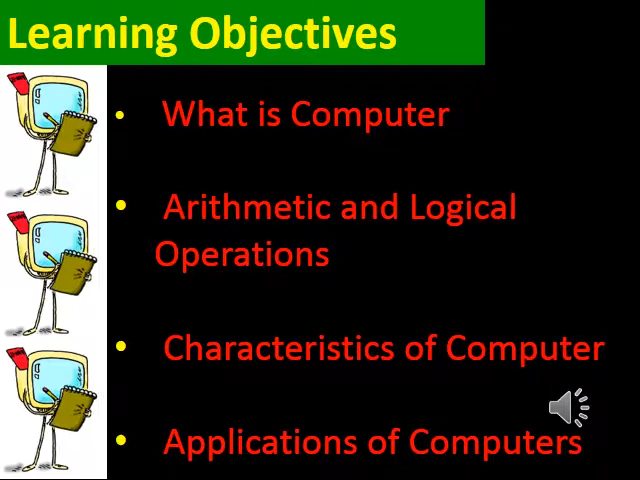 Learning Objectives
• What is Computer
• Arithmetic and Logical
Operations
• Characteristics of Computer
• Applications of Computers